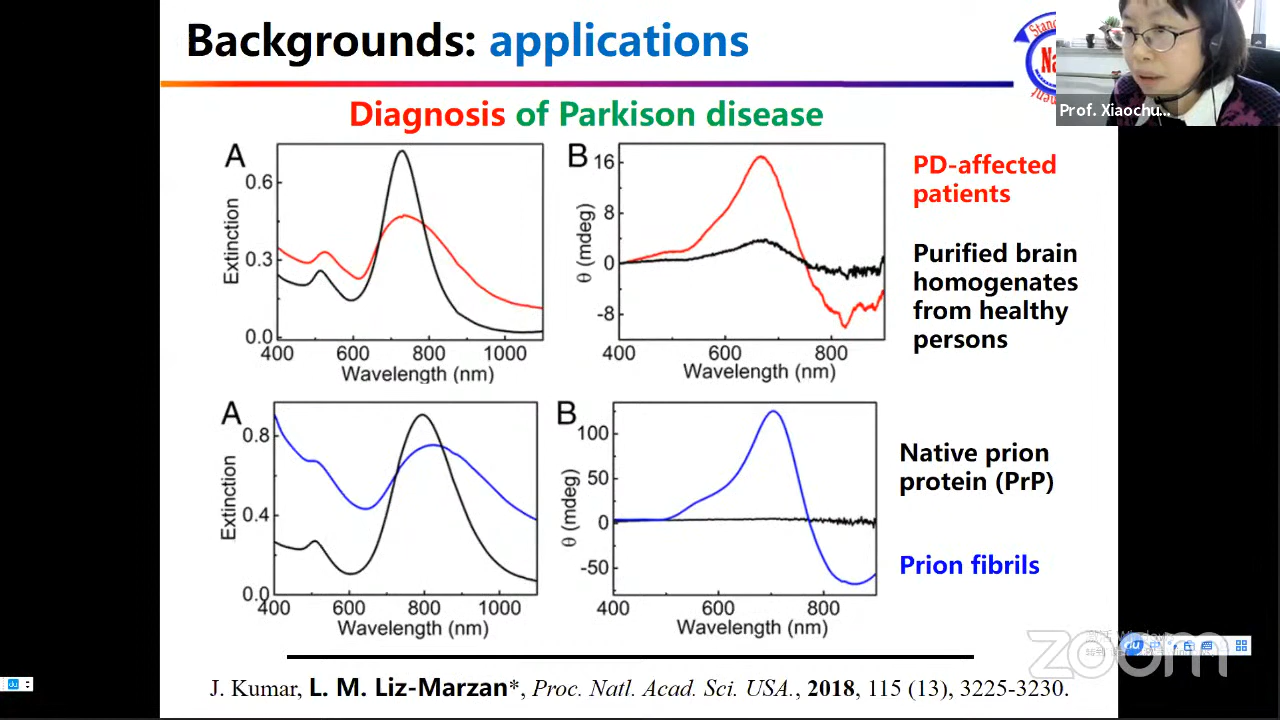 Backgrounds: applications
Prof. Xiaochu...
Diagnosis of Parkison disease
A
0.6
0.3
0.0
Extinction
400 600 800 1000
Wavelength (nm)
B
16
8
0
-8
θ (mdeg)
400 600 800
Wavelength (nm)
PD-affected
patients
Purified brain
homogenates
from healthy
persons
A
0.8
0.4
0.0
Extinction
400 600 800 1000
Wavelength (nm)
B
100
50
0
-50
θ (mdeg)
400 600 800
Wavelength (nm)
Native prion
protein (PrP)
Prion fibrils
zoom
du
J. Kumar, L. M. Liz-Marzan*, Proc. Natl. Acad. Sci. USA., 2018, 115 (13), 3225-3230.